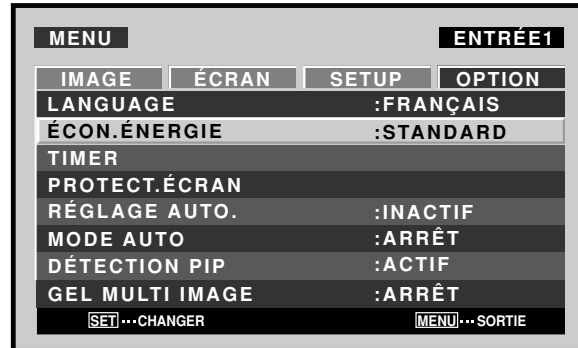 MENU ENTRÉE1
IMAGE ÉCRAN SETUP OPTION
LANGUAGE :FRANÇAIS
ÉCON.ÉNERGIE :STANDARD
TIMER
PROTECT.ÉCRAN
RÉGLAGE AUTO. :INACTIF
MODE AUTO :ARRÊT
DÉTECTION PIP :ACTIF
GEL MULTI IMAGE :ARRÊT
SET ··· CHANGER MENU ··· SORTIE